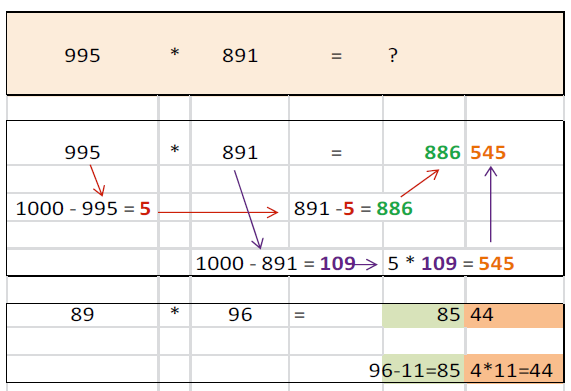 995 * 891 = ?
995 * 891 = 886 545
1000 - 995 = 5 891 -5 = 886
1000 - 891 = 109 5 * 109 = 545
89 * 96 = 85 44
96-11=85 4*11=44